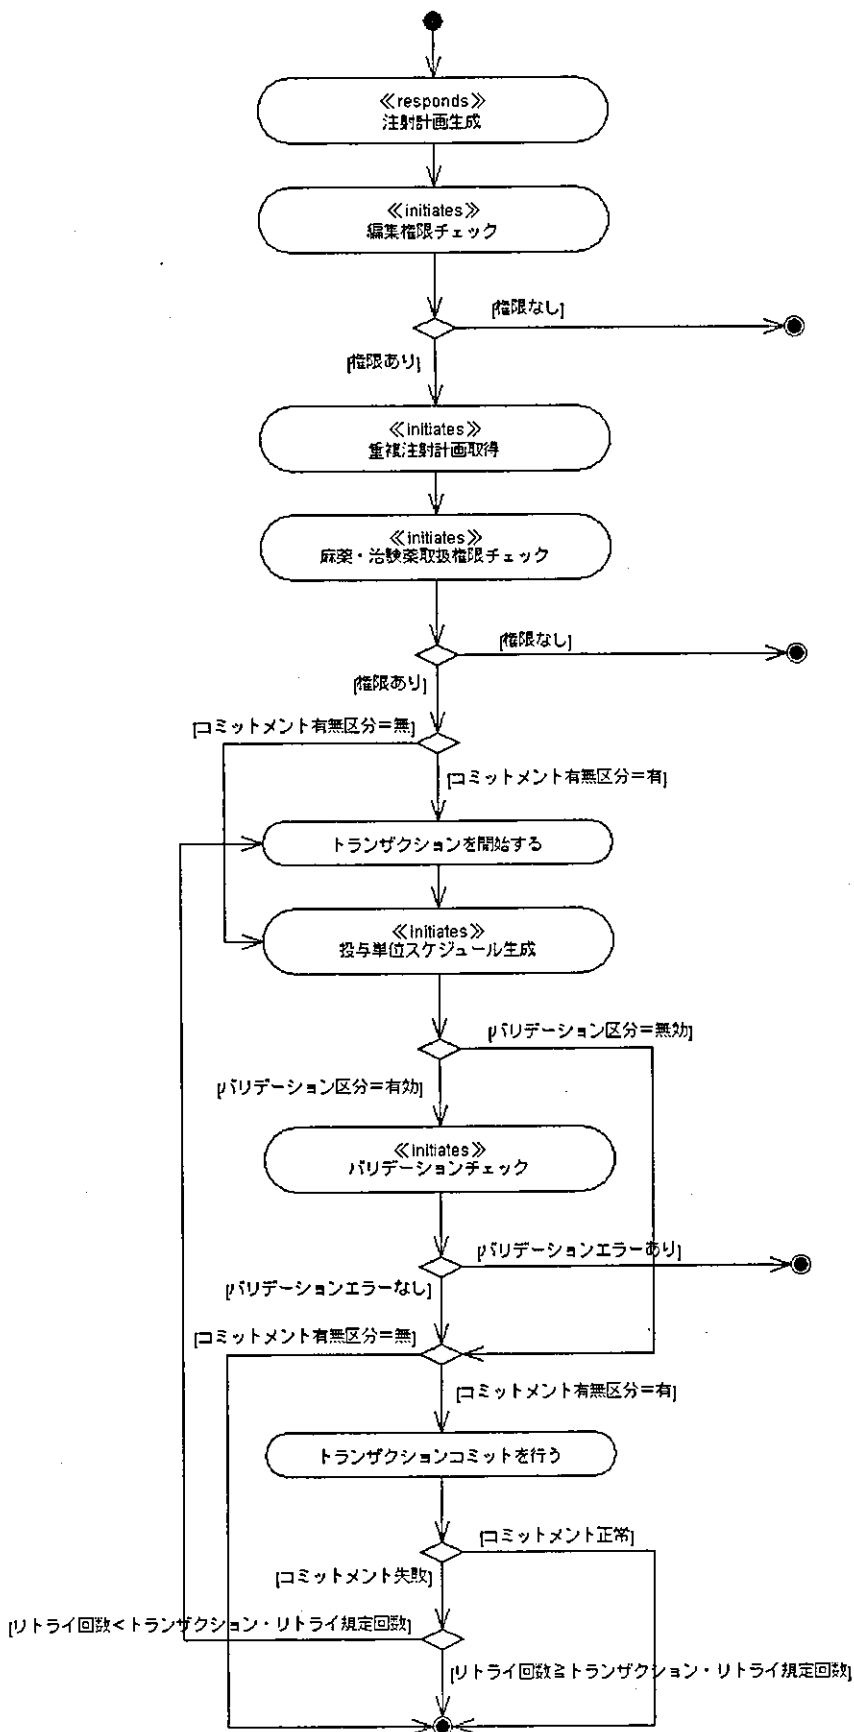 ≪responds≫
注射計画生成
≪initiates≫
編集権限チェック
[権限なし]
[権限あり]
≪initiates≫
重複注射計画取得
≪initiates≫
麻薬・治験薬取扱権限チェック
[権限なし]
[権限あり]
[コミットメント有無区分＝無]
[コミットメント有無区分＝有]
トランザクションを開始する
≪initiates≫
投与単位スケジュール生成
[バリデーション区分＝無効]
[バリデーション区分＝有効]
≪initiates≫
バリデーションチェック
[バリデーションエラーあり]
[バリデーションエラーなし]
[コミットメント有無区分＝無]
[コミットメント有無区分＝有]
トランザクションコミットを行う
[コミットメント正常]
[コミットメント失敗]
[リトライ回数＜トランザクション・リトライ規定回数]
[リトライ回数≧トランザクション・リトライ規定回数]